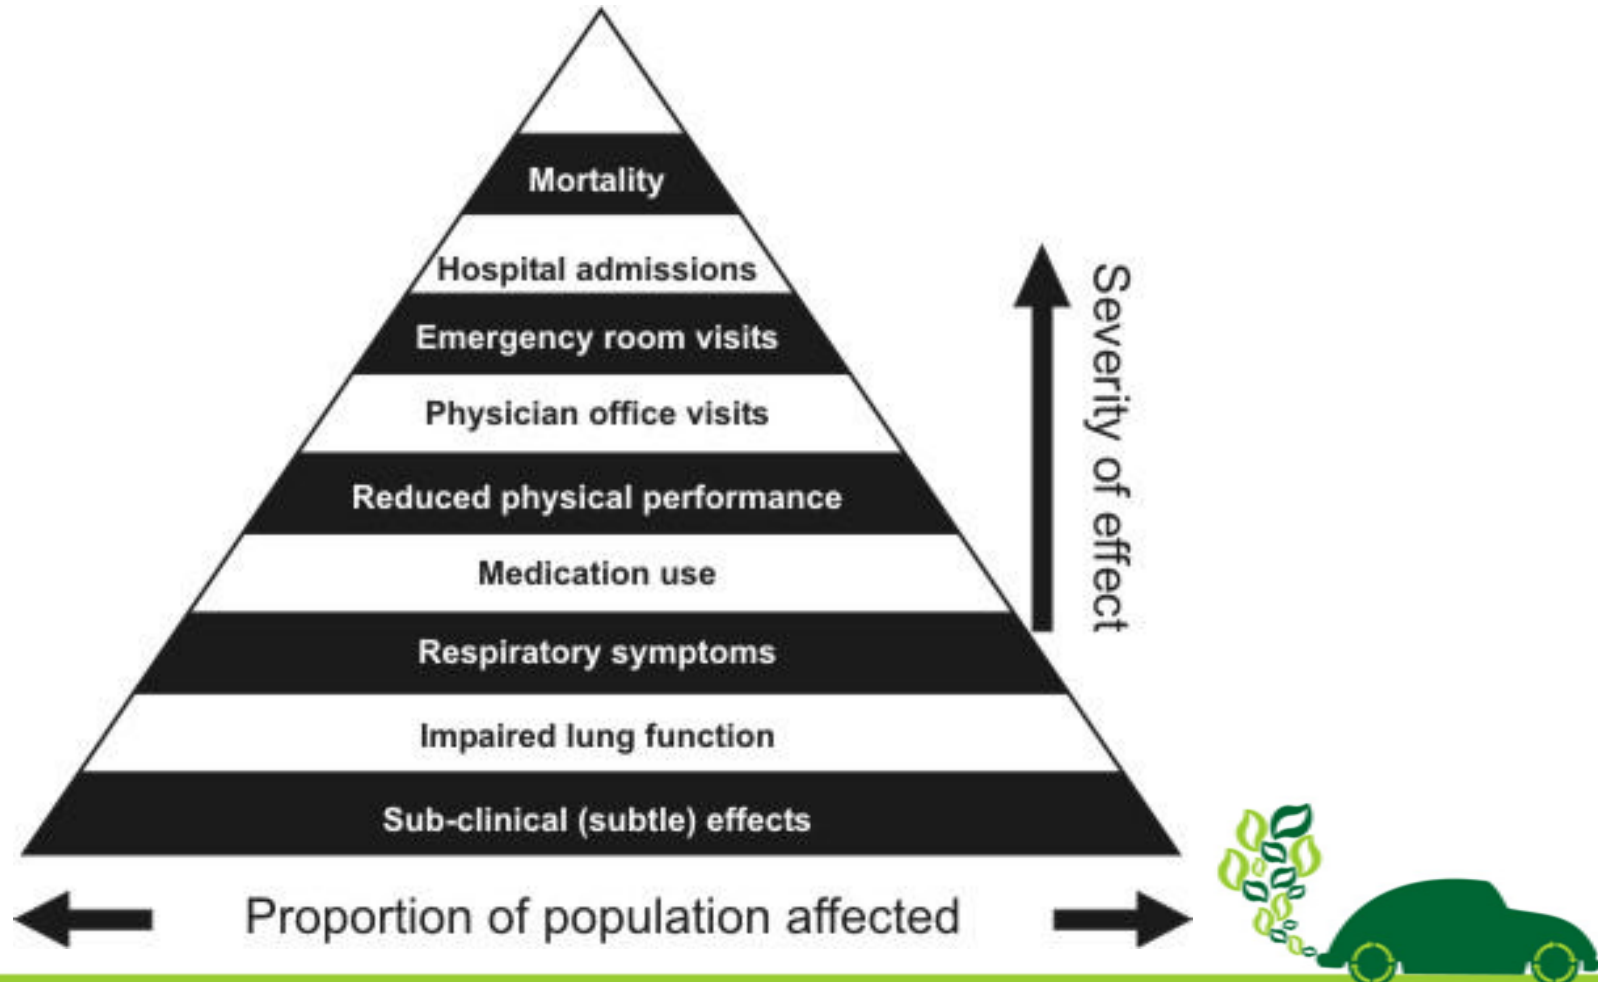 Mortality
Hospital admissions
Emergency room visits
Physician office visits
Reduced physical performance
Medication use
Respiratory symptoms
Impaired lung function
Sub-clinical (subtle) effects
Severity of effect
Proportion of population affected